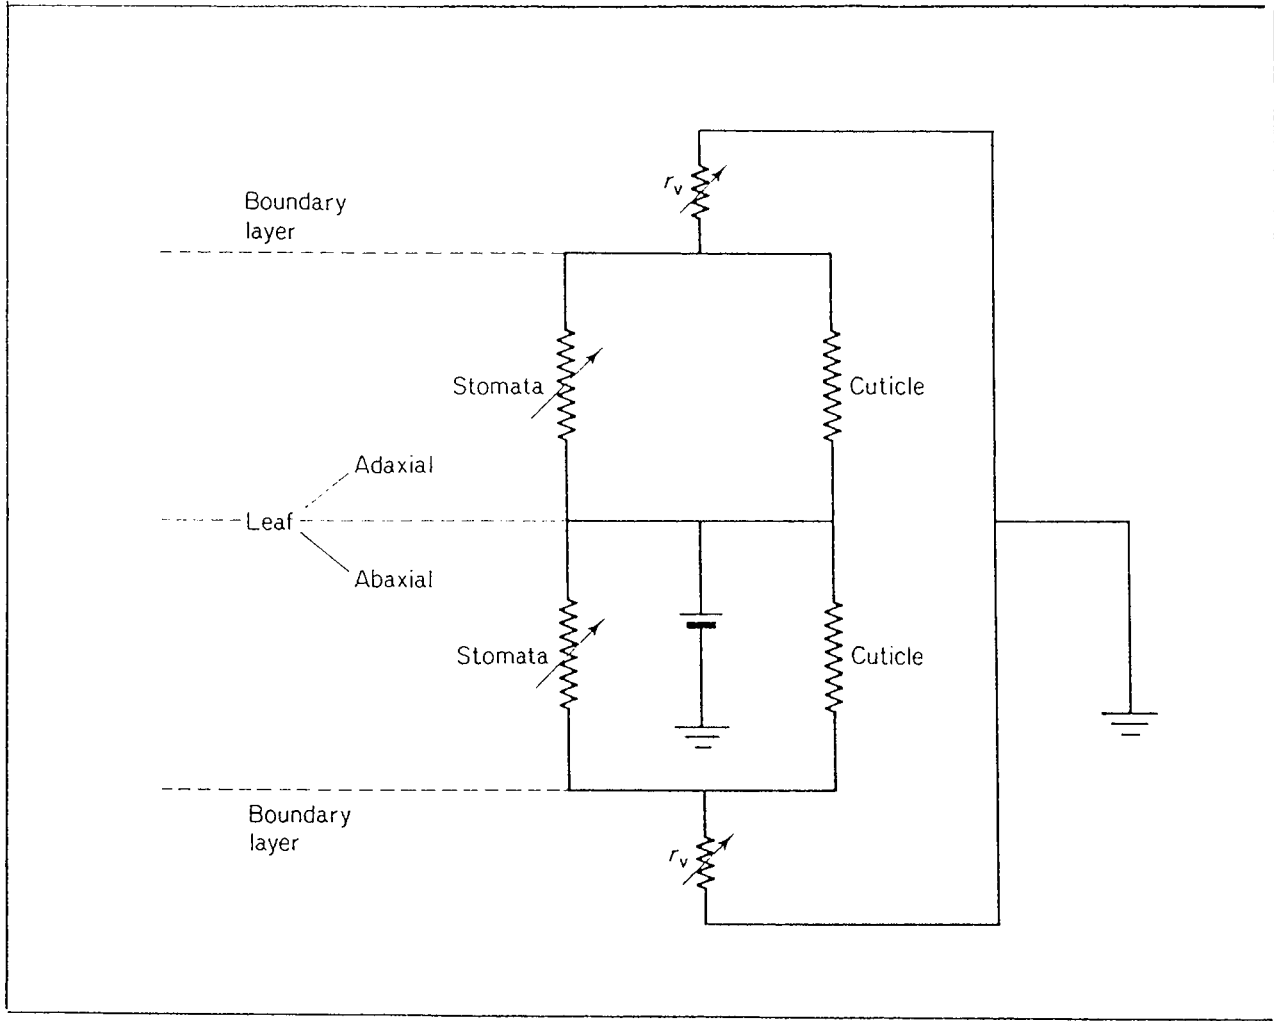 r_v
Boundary
layer
Stomata
Cuticle
Adaxial
Leaf
Abaxial
Stomata
Cuticle
Boundary
layer
r_v